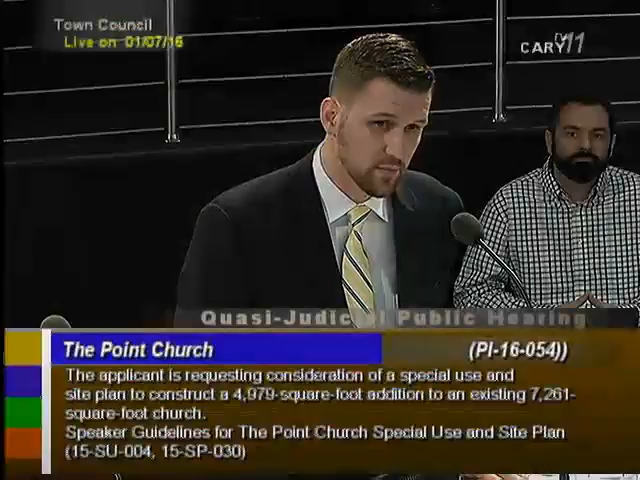 Town Council
Live on 01/07/16
CARY TV 11
Quasi-Judicial Public Hearing
The Point Church (PI-16-054))
The applicant is requesting consideration of a special use and
site plan to construct a 4,979-square-foot addition to an existing 7,261-
square-foot church.
Speaker Guidelines for The Point Church Special Use and Site Plan
(15-SU-004, 15-SP-030)